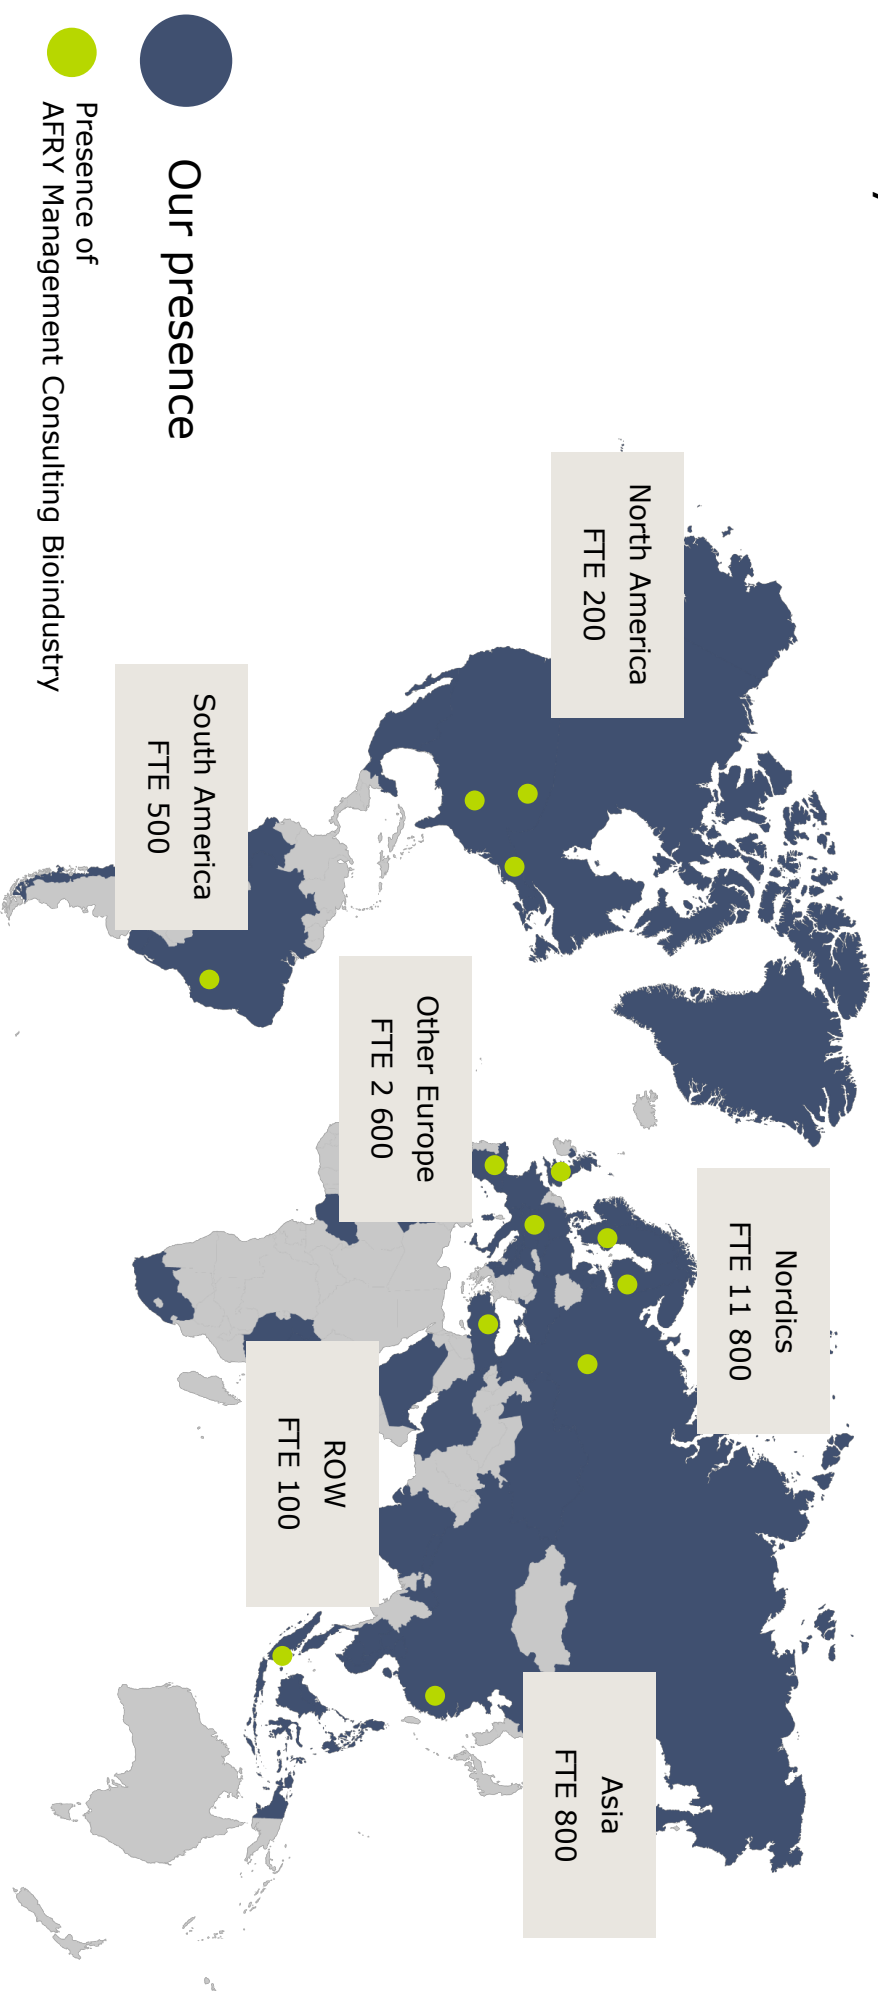 North America
FTE 200
Nordics
FTE 11 800
Asia
FTE 800
Other Europe
FTE 2 600
ROW
FTE 100
South America
FTE 500
Our presence
Presence of
AFRY Management Consulting Bioindustry